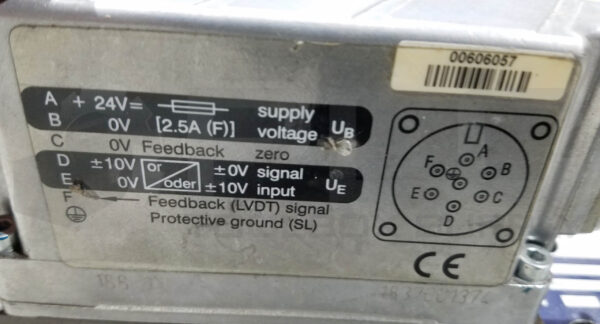 00606057
A + 24V= supply
B 0V [2.5A (F)] voltage UB
C 0V Feedback zero
D ±10V or ±0V signal
E 0V oder ±10V input UE
F Feedback (LVDT) signal
Protective ground (SL)
A
B
C
D
E
F
CE